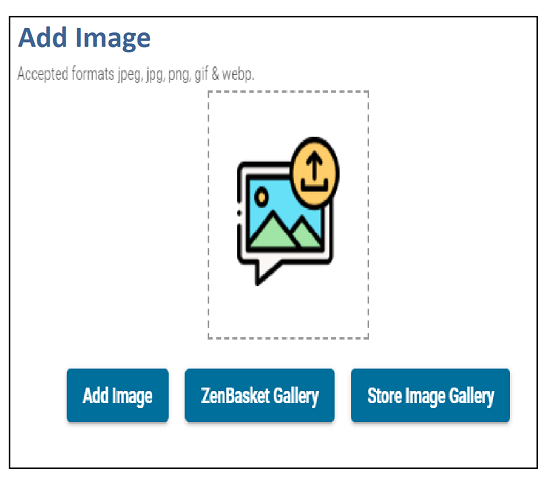 Add Image
Accepted formats jpeg, jpg, png, gif & webp.
Add Image
ZenBasket Gallery
Store Image Gallery